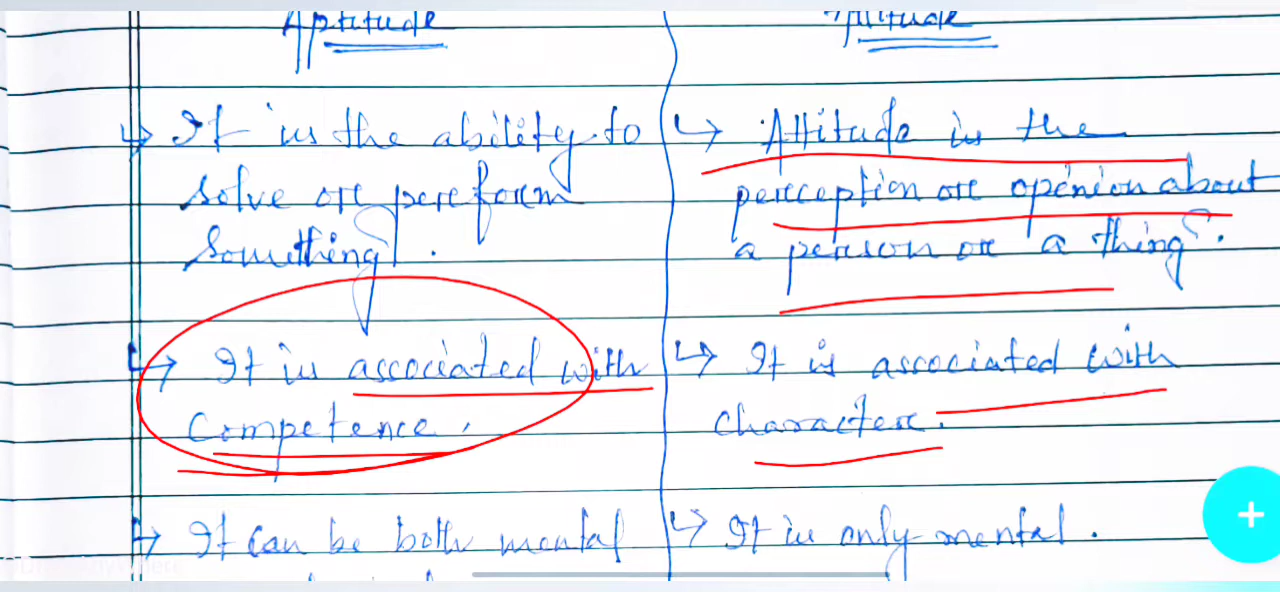 Aptitude
Attitude
↳ It is the ability to
solve or perform
something.
↳ Attitude is the
perception or opinion about
a person or a thing.
↳ It is associated with
Competence.
↳ It is associated with
character.
↳ It can be both mental
↳ It is only mental.